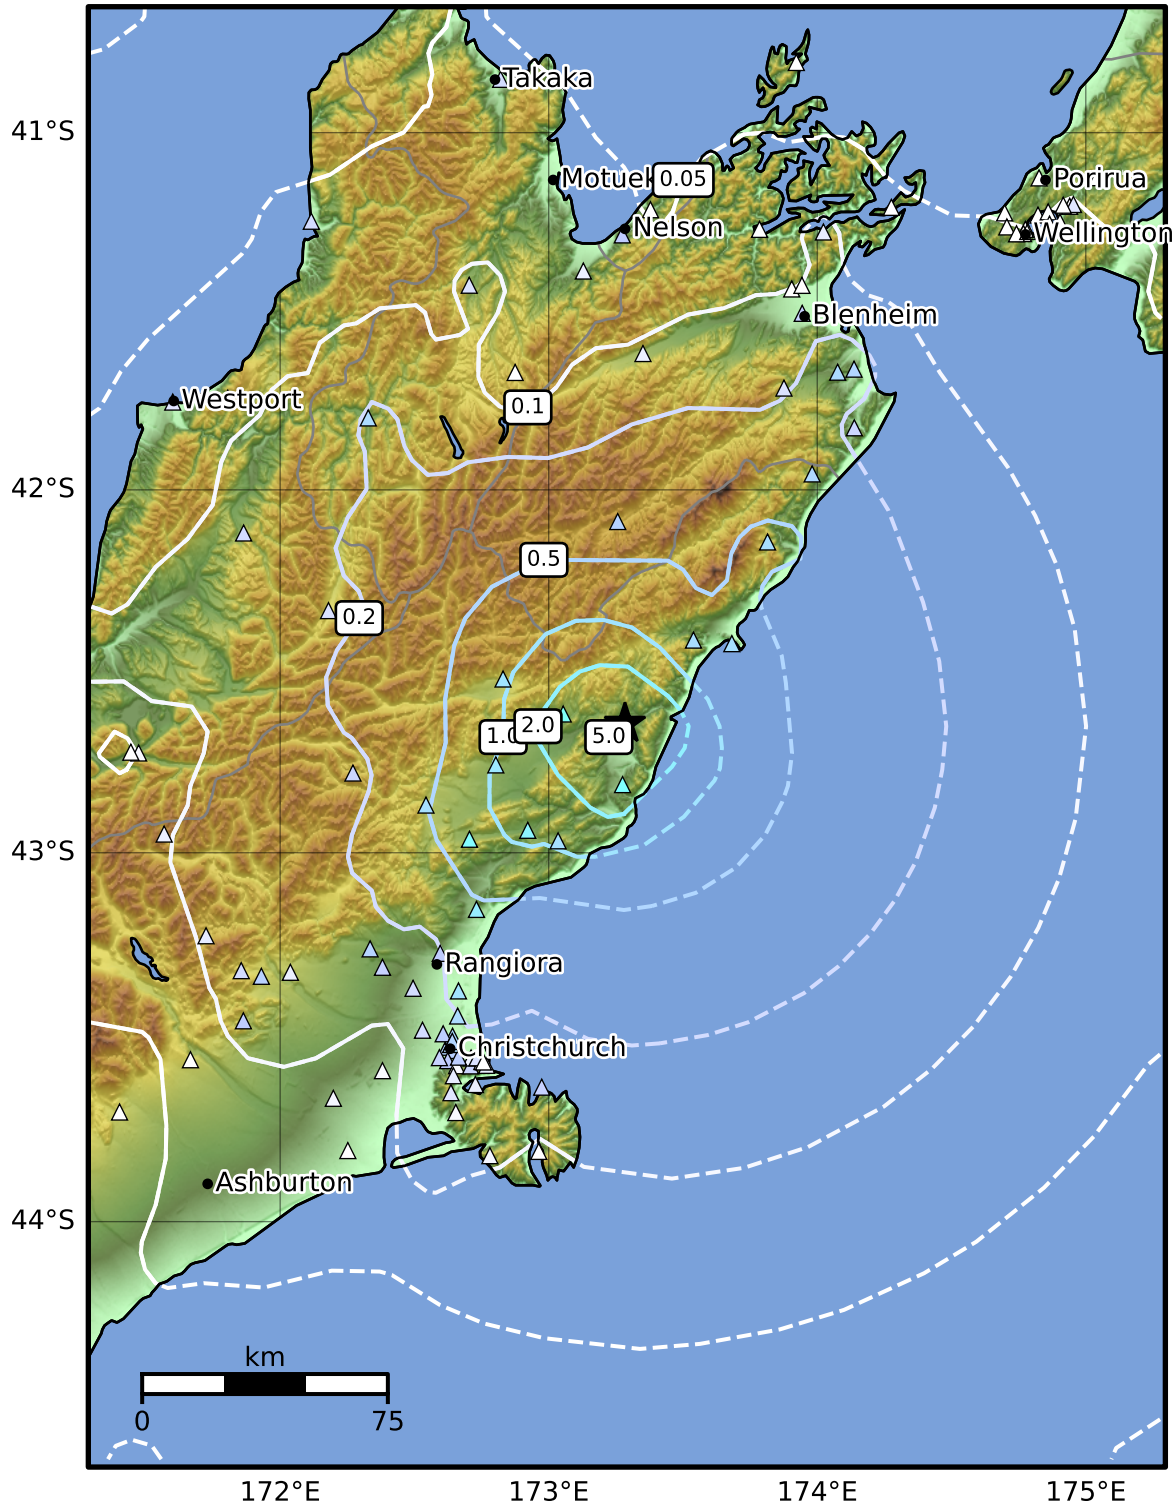 Takaka
41°S
Motuek
0.05
Porirua
Nelson
Wellington
Blenheim
Westport
0.1
42°S
0.5
0.2
1.0
2.0
5.0
43°S
Rangiora
Christchurch
Ashburton
44°S
km
0
75
172°E
173°E
174°E
175°E